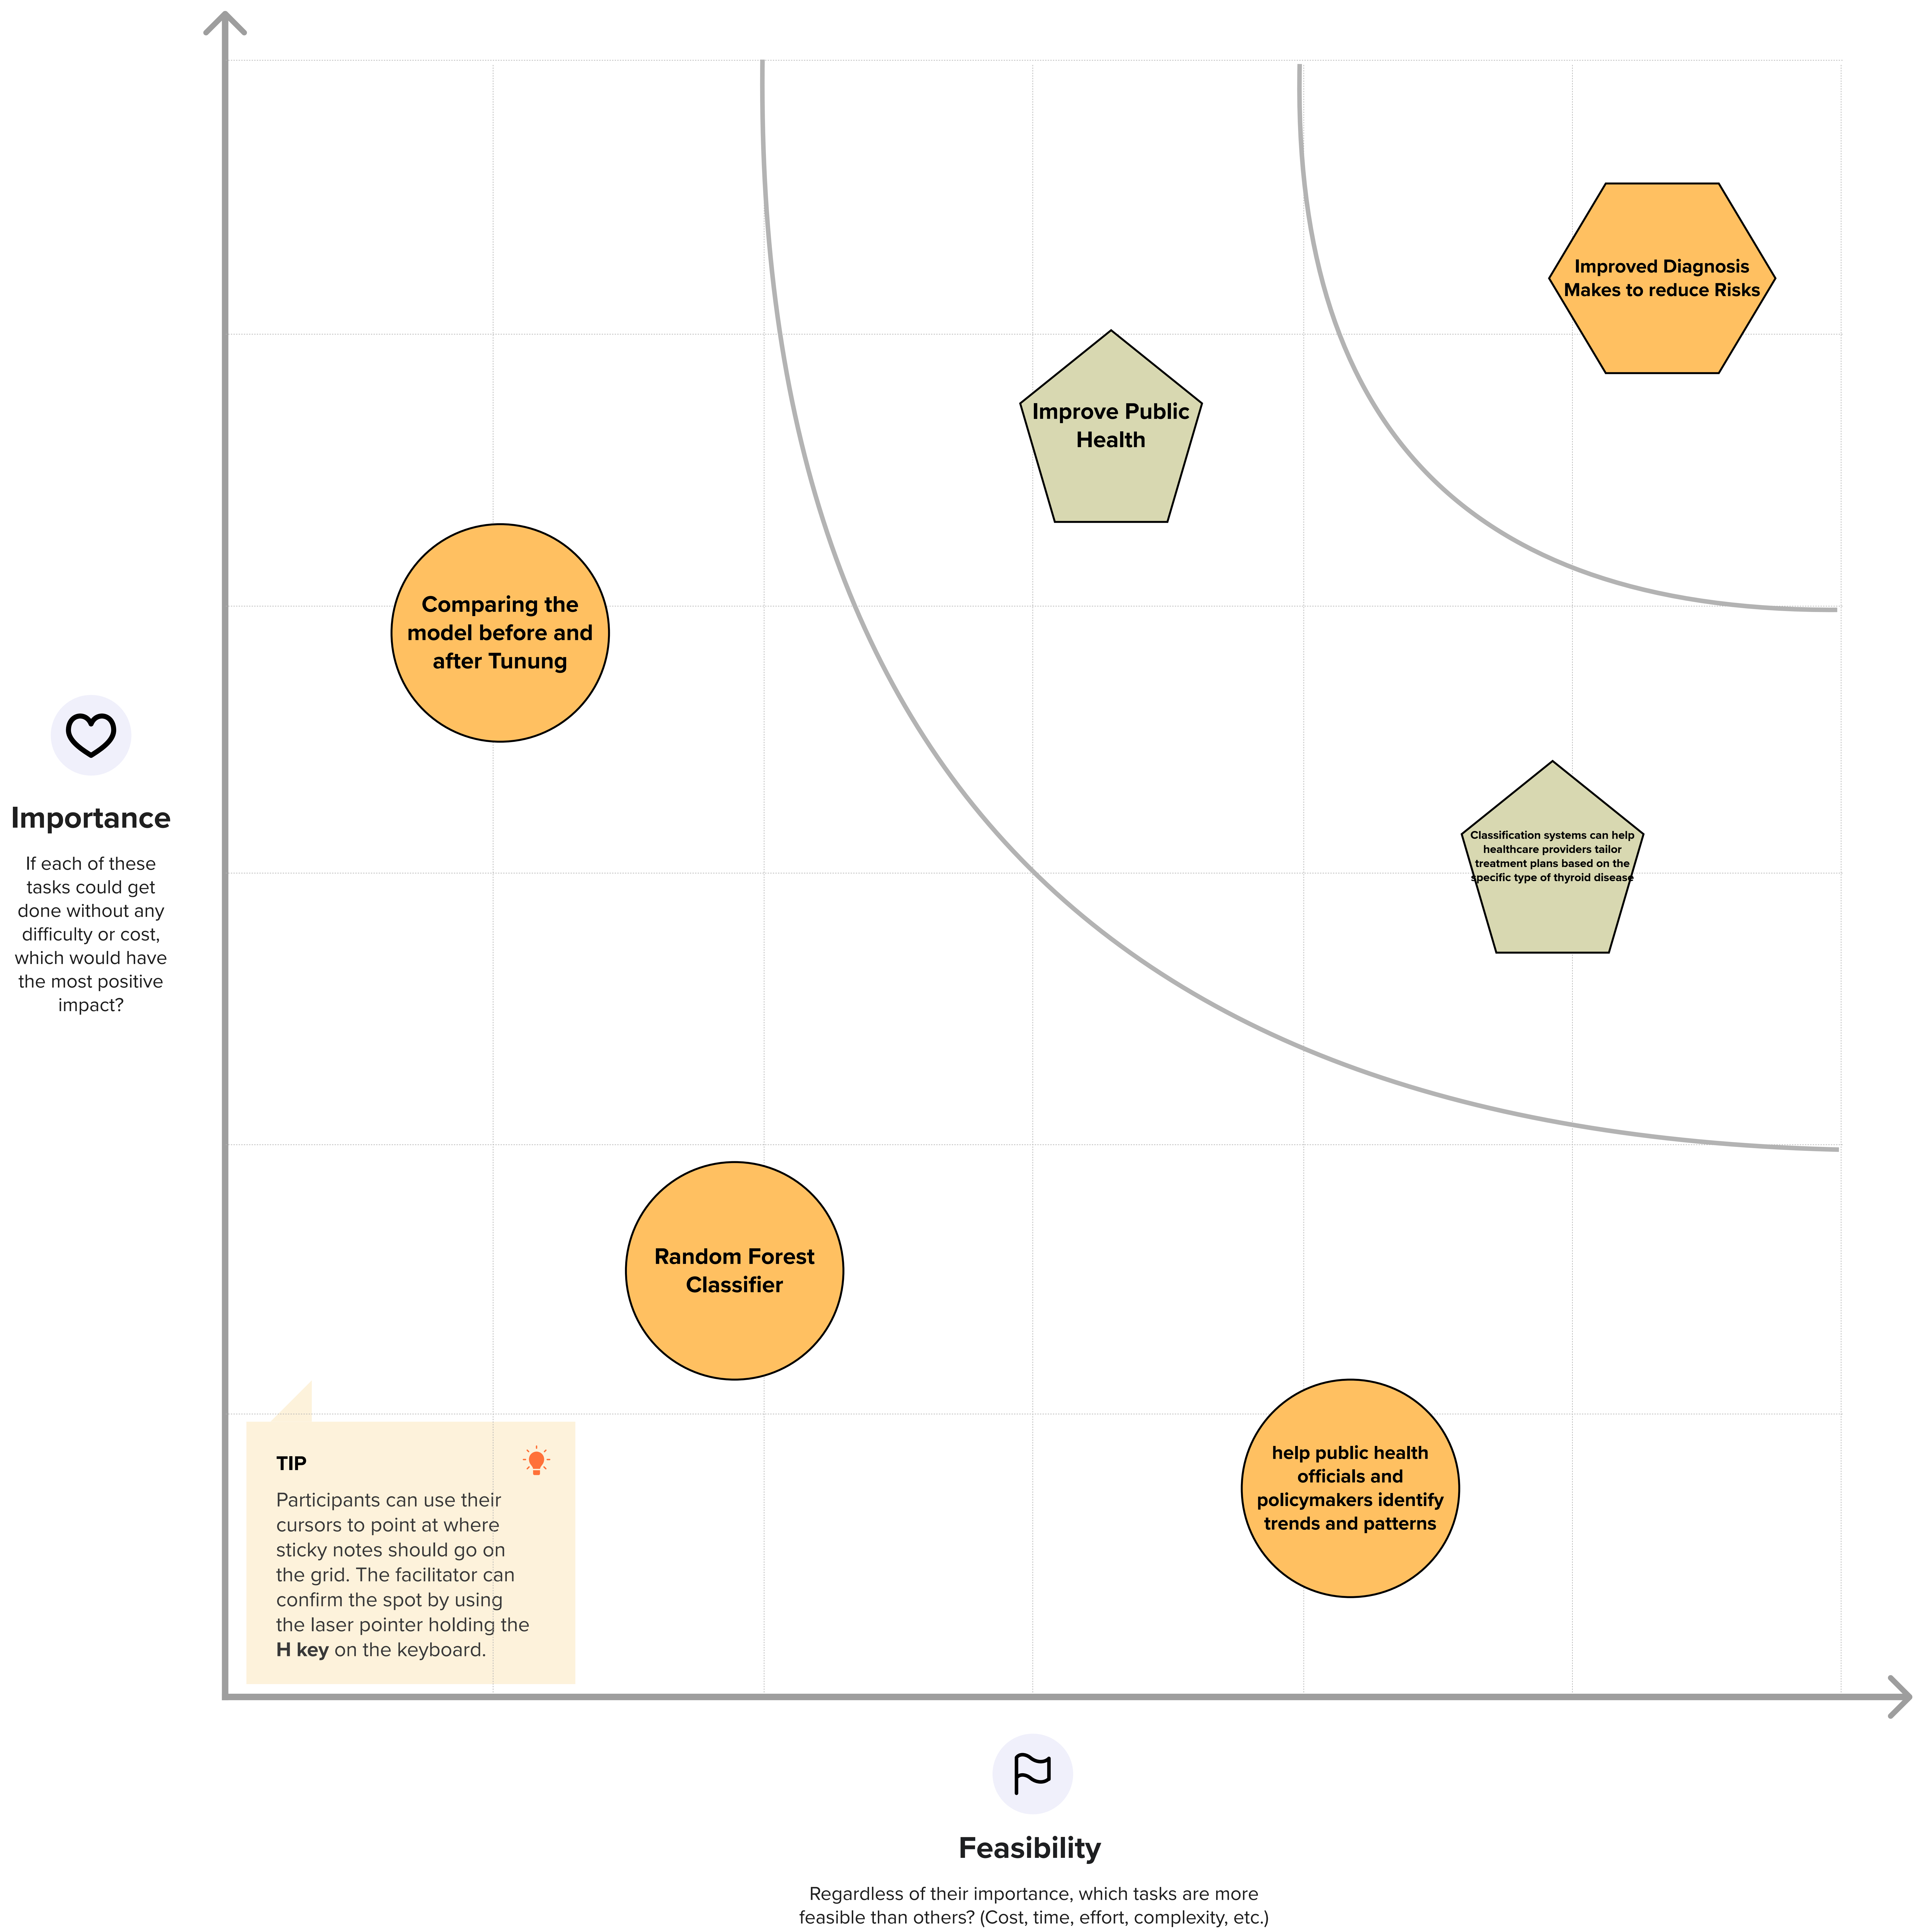 Improved Diagnosis
Makes to reduce Risks
Improve Public
Health
Comparing the
model before and
after Tunung
Importance
If each of these
tasks could get
done without any
difficulty or cost,
which would have
the most positive
impact?
Classification systems can help
healthcare providers tailor
treatment plans based on the
specific type of thyroid disease
Random Forest
Classifier
help public health
officials and
policymakers identify
trends and patterns
TIP
Participants can use their
cursors to point at where
sticky notes should go on
the grid. The facilitator can
confirm the spot by using
the laser pointer holding the
H key on the keyboard.
Feasibility
Regardless of their importance, which tasks are more
feasible than others? (Cost, time, effort, complexity, etc.)